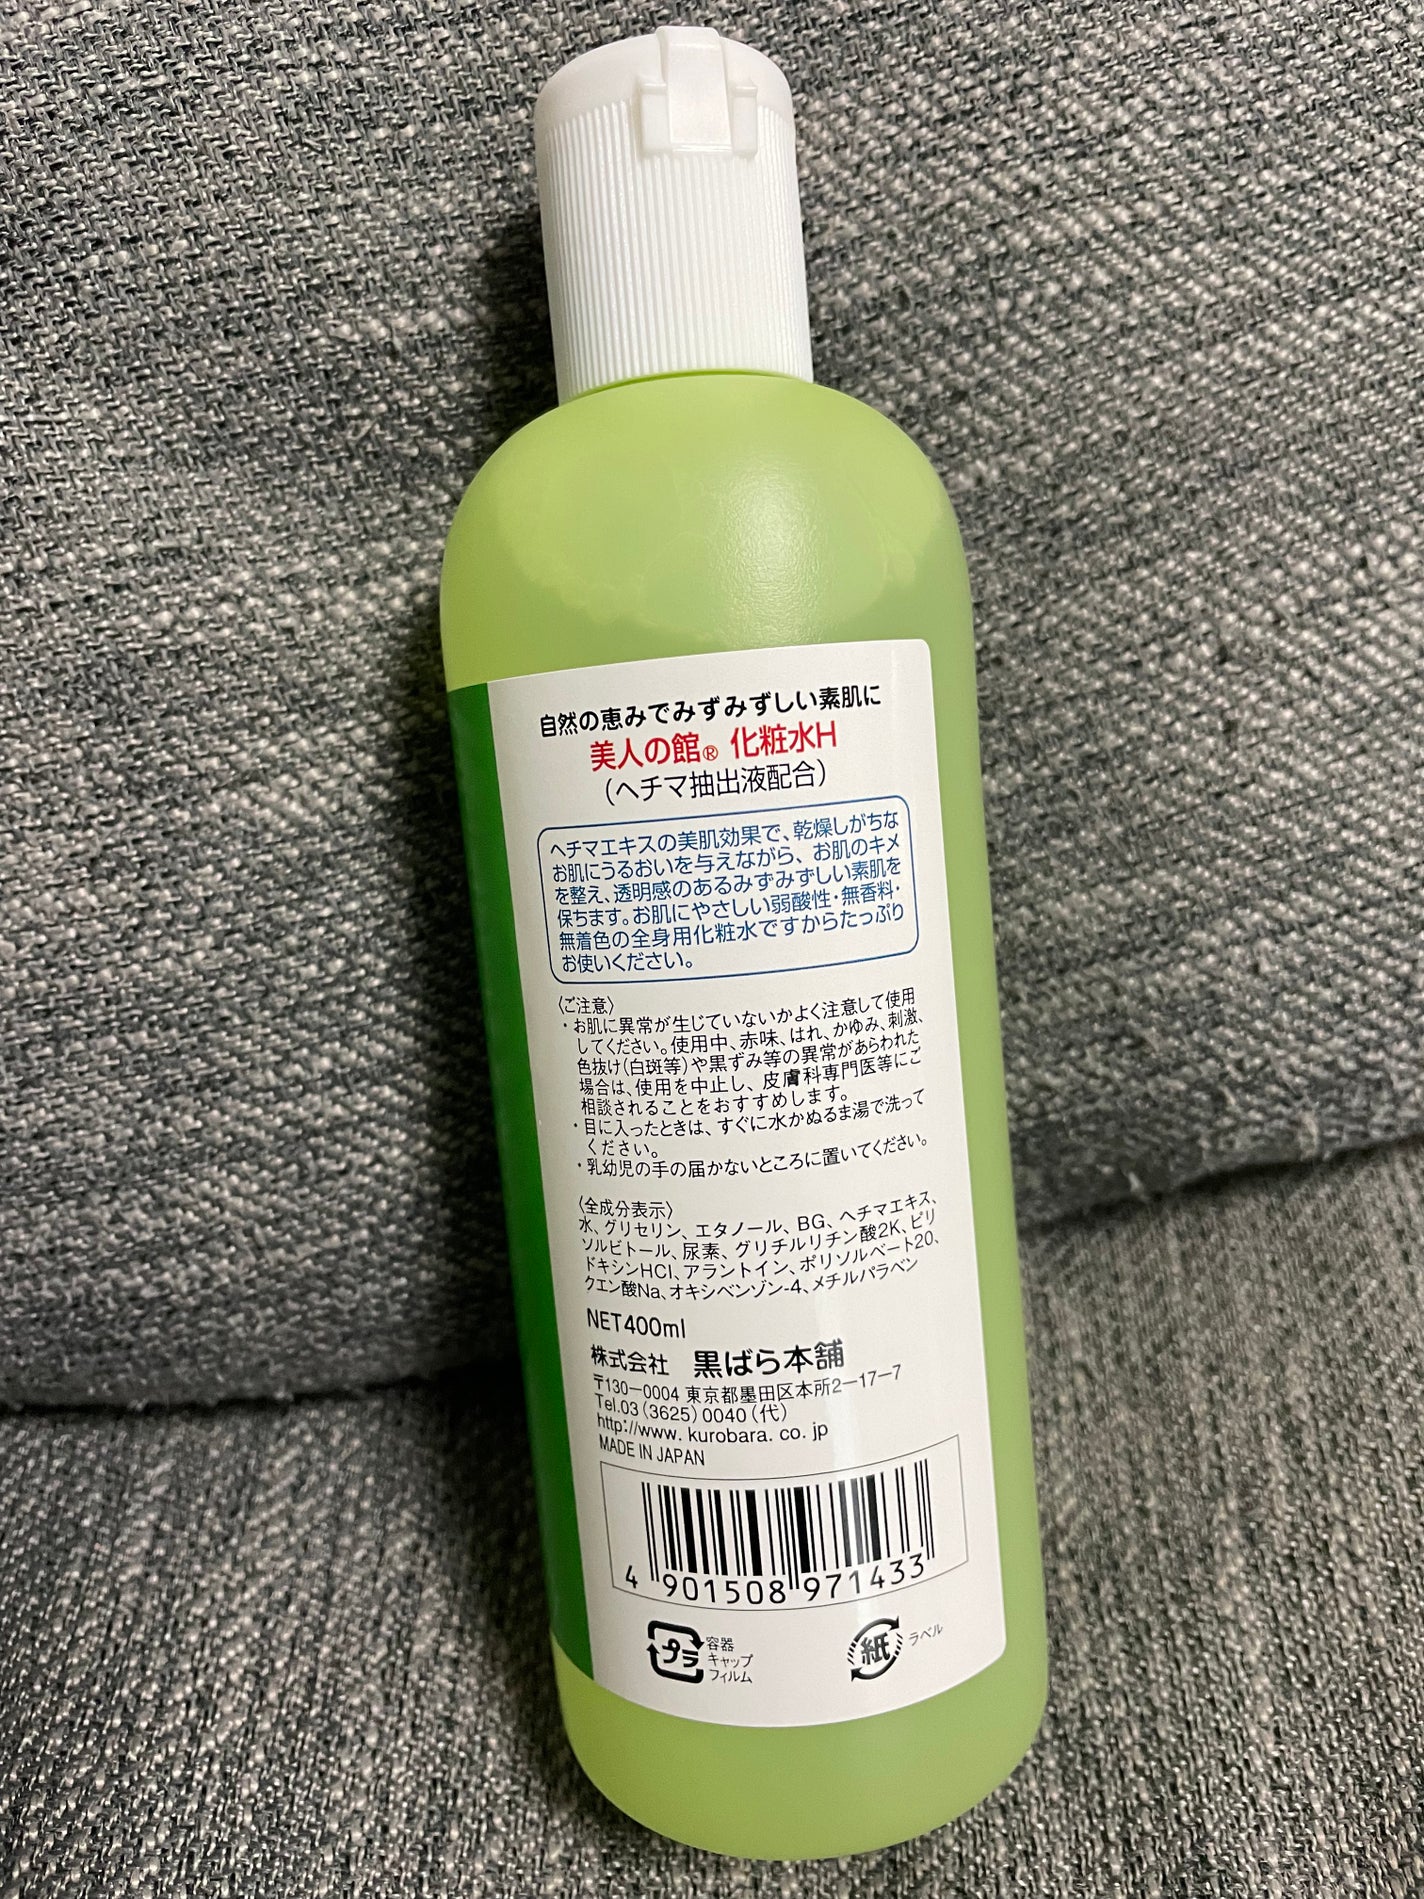 自然の恵みでみずみずしい素肌に
美人の館® 化粧水H
(ヘチマ抽出液配合)
ヘチマエキスの美肌効果で、乾燥しがちな
お肌にうるおいを与えながら、お肌のキメ
を整え、透明感のあるみずみずしい素肌を
保ちます。お肌にやさしい弱酸性・無香料・
無着色の全身用化粧水ですからたっぷり
お使いください。
〈ご注意〉
・お肌に異常が生じていないかよく注意して使用
してください。使用中、赤味、はれ、かゆみ、刺激、
色抜け(白斑等)や黒ずみ等の異常があらわれた
場合は、使用を中止し、皮膚科専門医等にご
相談されることをおすすめします。
・目に入ったときは、すぐに水かぬるま湯で洗って
ください。
・乳幼児の手の届かないところに置いてください。
〈全成分表示〉
水、グリセリン、エタノール、BG、ヘチマエキス、
ソルビトール、尿素、グリチルリチン酸2K、ピリ
ドキシンHCl、アラントイン、ポリソルベート20、
クエン酸Na、オキシベンゾン-4、メチルパラベン
NET400ml
株式会社 黒ばら本舗
〒130-0004 東京都墨田区本所2-17-7
Tel.03(3625)0040(代)
http://www.kurobara.co.jp
MADE IN JAPAN
4 901508 971433
プラ 容器
キャップ
フィルム
紙 ラベル